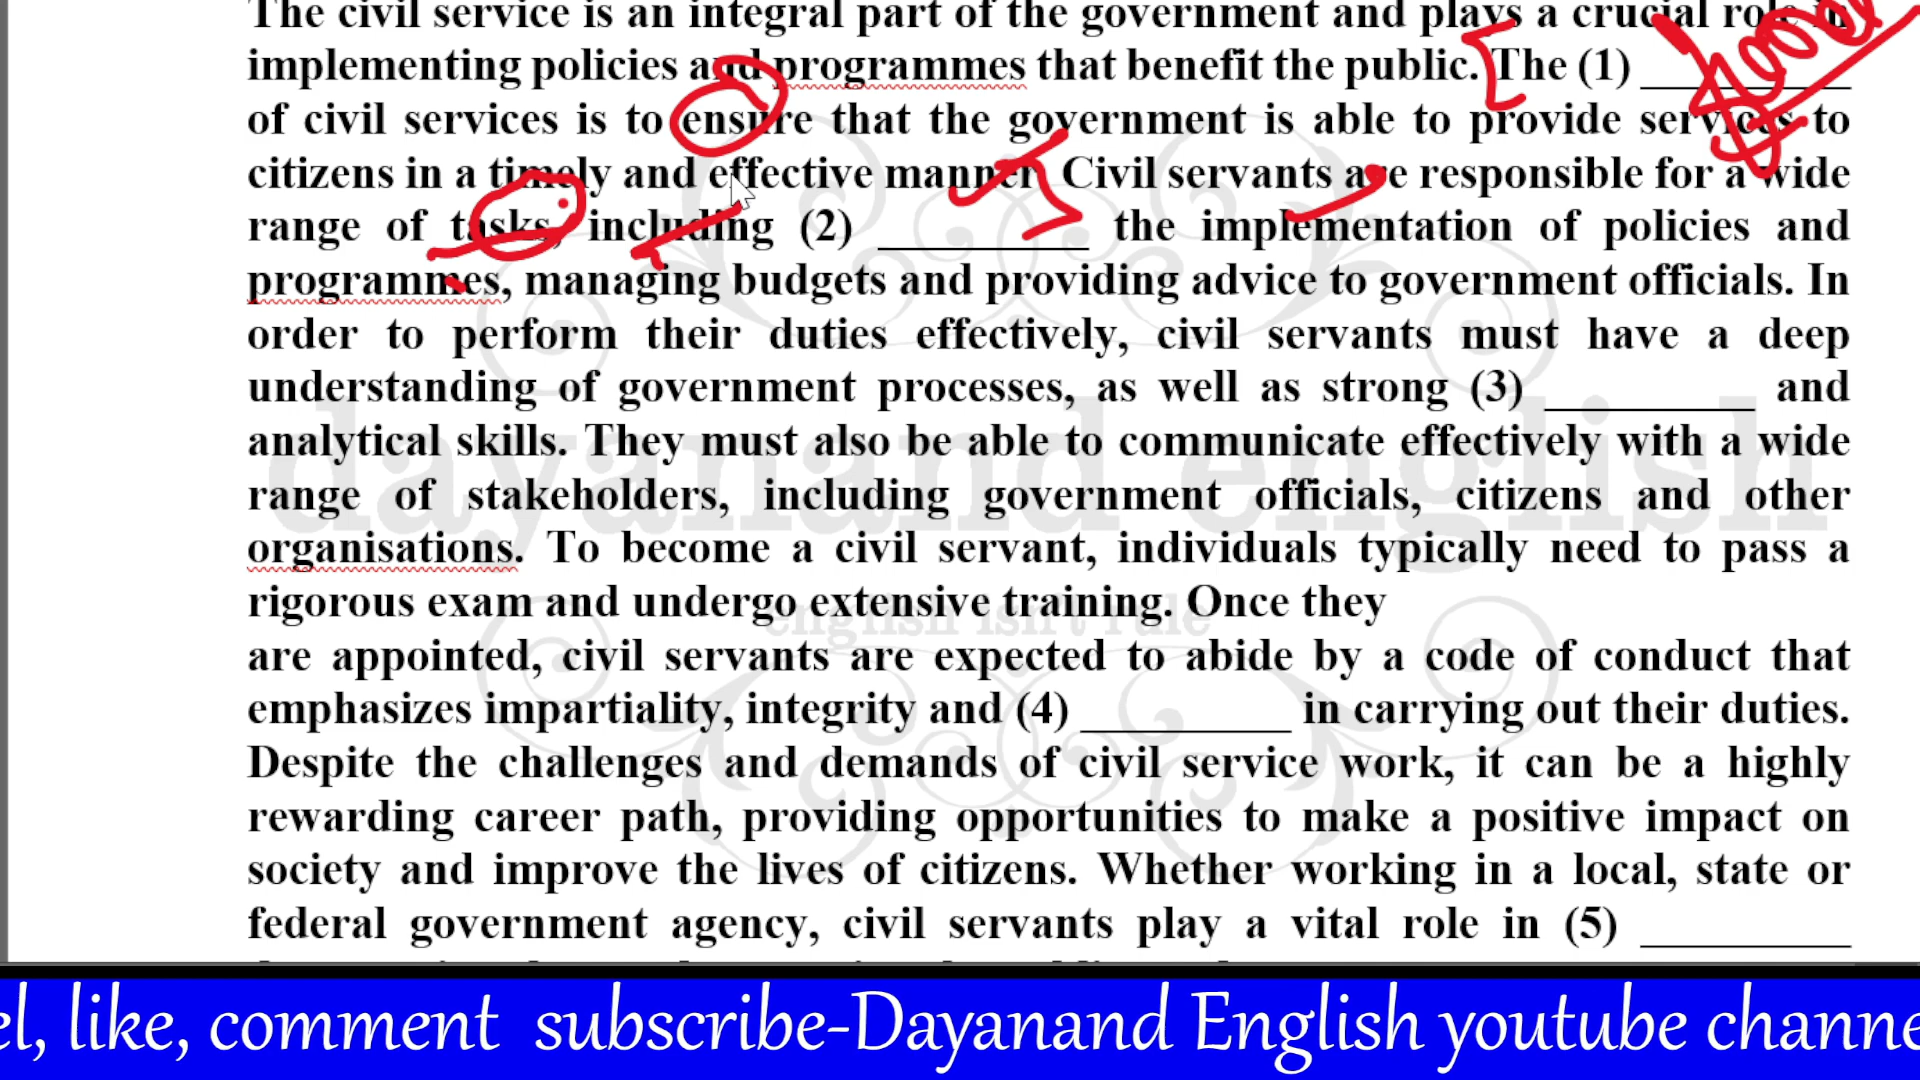 The civil service is an integral part of the government and plays a crucial role in
implementing policies and programmes that benefit the public. The (1) __________
of civil services is to ensure that the government is able to provide services to
citizens in a timely and effective manner. Civil servants are responsible for a wide
range of tasks, including (2) __________ the implementation of policies and
programmes, managing budgets and providing advice to government officials. In
order to perform their duties effectively, civil servants must have a deep
understanding of government processes, as well as strong (3) __________ and
analytical skills. They must also be able to communicate effectively with a wide
range of stakeholders, including government officials, citizens and other
organisations. To become a civil servant, individuals typically need to pass a
rigorous exam and undergo extensive training. Once they
are appointed, civil servants are expected to abide by a code of conduct that
emphasizes impartiality, integrity and (4) __________ in carrying out their duties.
Despite the challenges and demands of civil service work, it can be a highly
rewarding career path, providing opportunities to make a positive impact on
society and improve the lives of citizens. Whether working in a local, state or
federal government agency, civil servants play a vital role in (5) __________
dayanand english
english isn't rule
el, like, comment subscribe-Dayanand English youtube channe